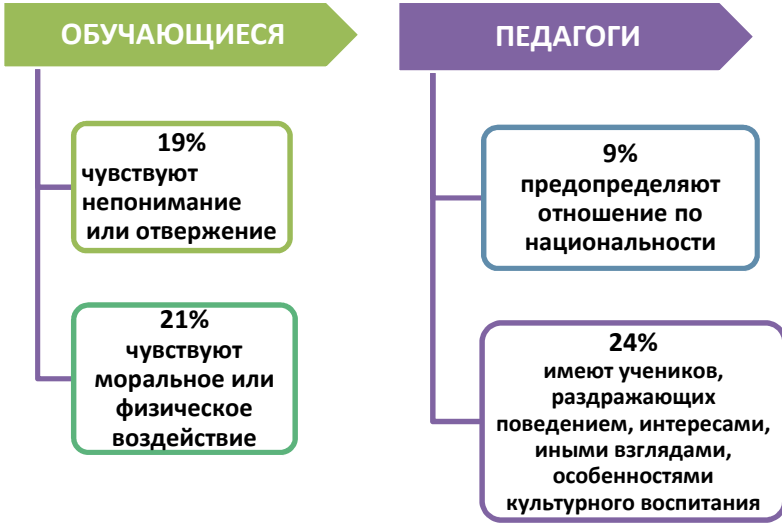 ОБУЧАЮЩИЕСЯ
19%
чувствуют
непонимание
или отвержение
21%
чувствуют
моральное или
физическое
воздействие
ПЕДАГОГИ
9%
предопределяют
отношение по
национальности
24%
имеют учеников,
раздражающих
поведением, интересами,
иными взглядами,
особенностями
культурного воспитания